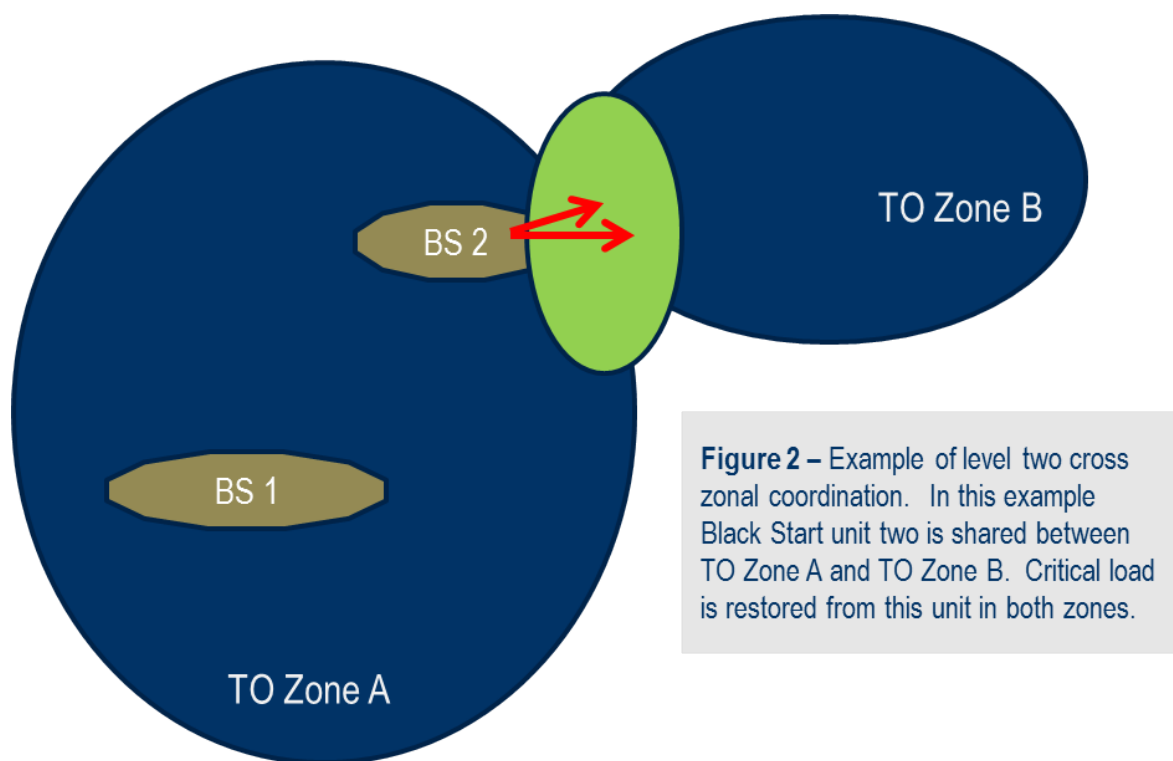 TO Zone B
BS 2
BS 1
Figure 2 – Example of level two cross
zonal coordination. In this example
Black Start unit two is shared between
TO Zone A and TO Zone B. Critical load
is restored from this unit in both zones.
TO Zone A